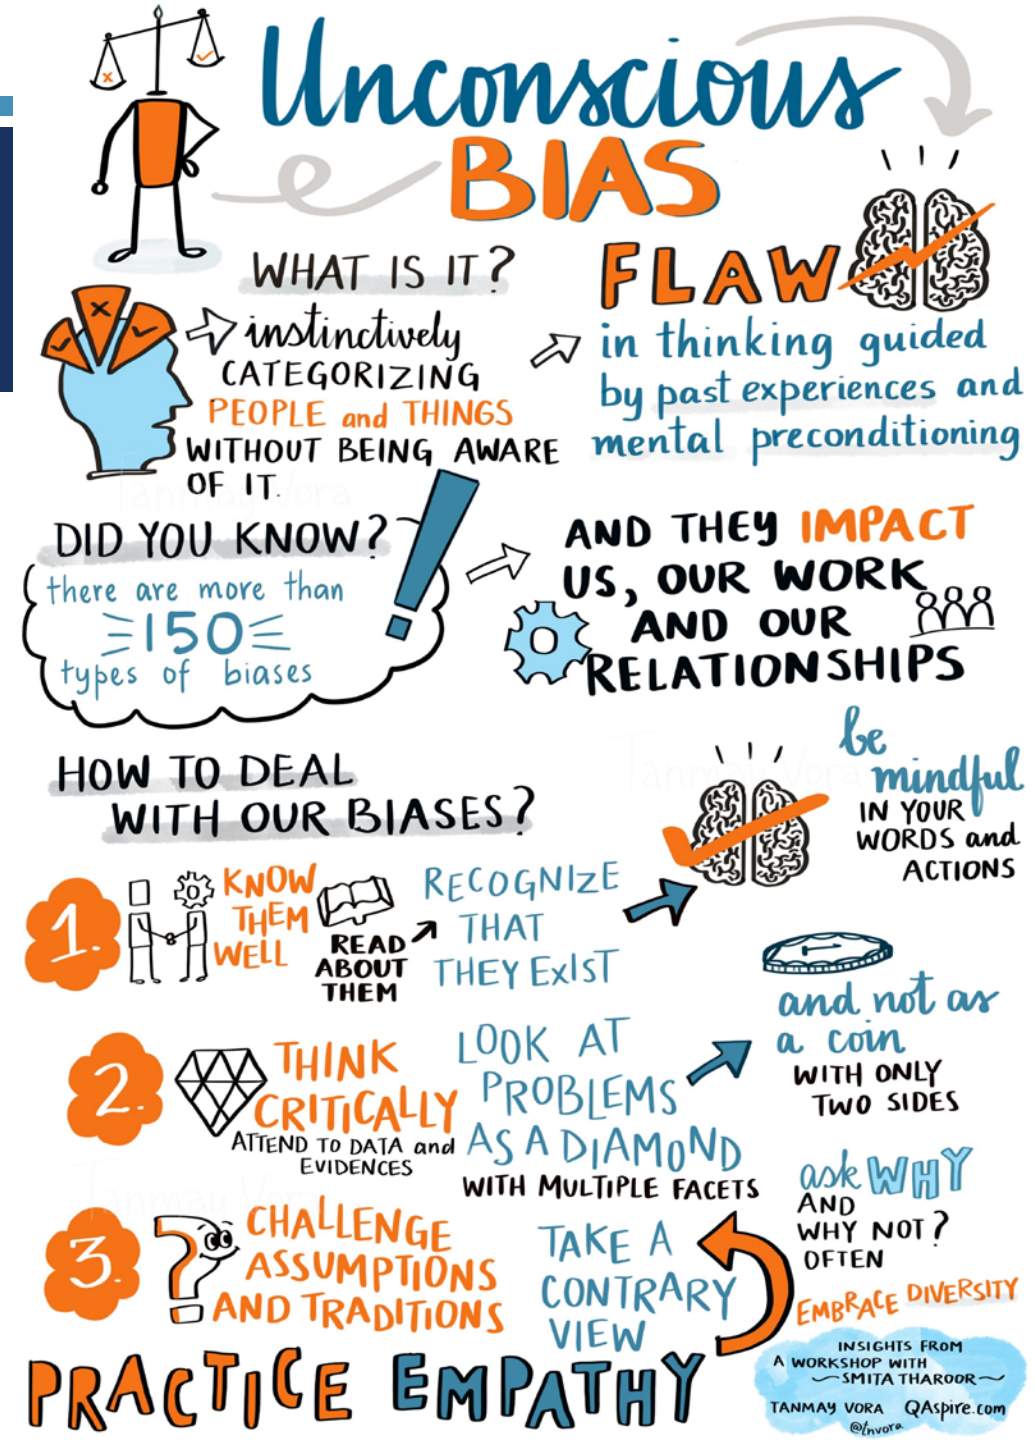 Unconscious
BIAS
WHAT IS IT?
instinctively
CATEGORIZING
PEOPLE and THINGS
WITHOUT BEING AWARE
OF IT.
FLAW
in thinking guided
by past experiences and
mental preconditioning
DID YOU KNOW?
there are more than
150
types of biases
AND THEY IMPACT
US, OUR WORK
AND OUR
RELATIONSHIPS
HOW TO DEAL
WITH OUR BIASES?
1.
KNOW
THEM
WELL
READ
ABOUT
THEM
RECOGNIZE
THAT
THEY ExIST
be
mindful
IN YOUR
WORDS and
ACTIONS
2.
THINK
CRITICALLY
ATTEND TO DATA and
EVIDENCES
LOOK AT
PROBLEMS
AS A DIAMOND
WITH MULTIPLE FACETS
and not as
a coin
WITH ONLY
TWO SIDES
3.
CHALLENGE
ASSUMPTIONS
AND TRADITIONS
TAKE A
CONTRARY
VIEW
ask WHY
AND
WHY NOT?
OFTEN
EMBRACE DIVERSITY
PRACTICE EMPATHY
INSIGHTS FROM
A WORKSHOP WITH
SMITA THAROOR
TANMAY VORA QAspire.com
@tnvora
Tanmay Vora
Tanmay Vora
Tanmay Vora